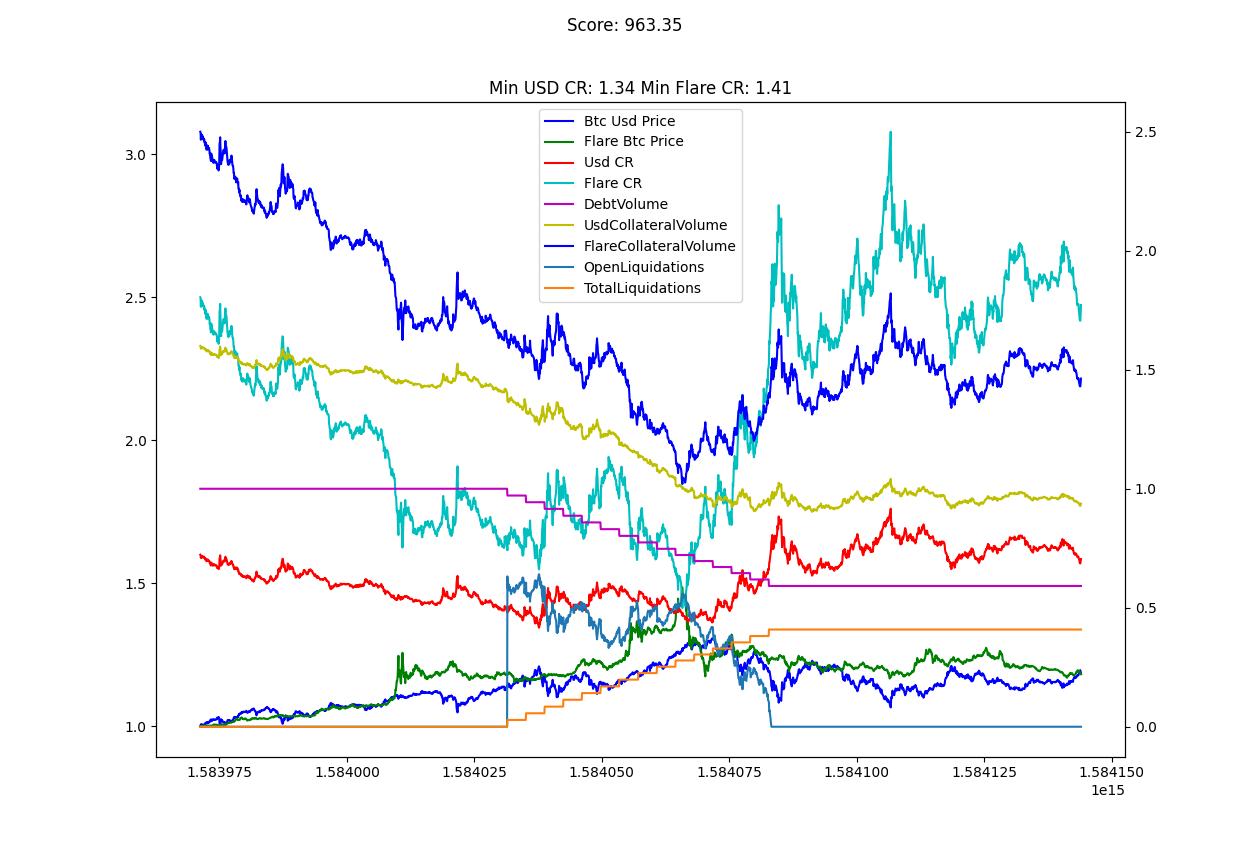 Score: 963.35
Min USD CR: 1.34 Min Flare CR: 1.41
Btc Usd Price
Flare Btc Price
Usd CR
Flare CR
DebtVolume
UsdCollateralVolume
FlareCollateralVolume
OpenLiquidations
TotalLiquidations
3.0
2.5
2.0
1.5
1.0
2.5
2.0
1.5
1.0
0.5
0.0
1.583975 1.584000 1.584025 1.584050 1.584075 1.584100 1.584125 1.584150
1e15